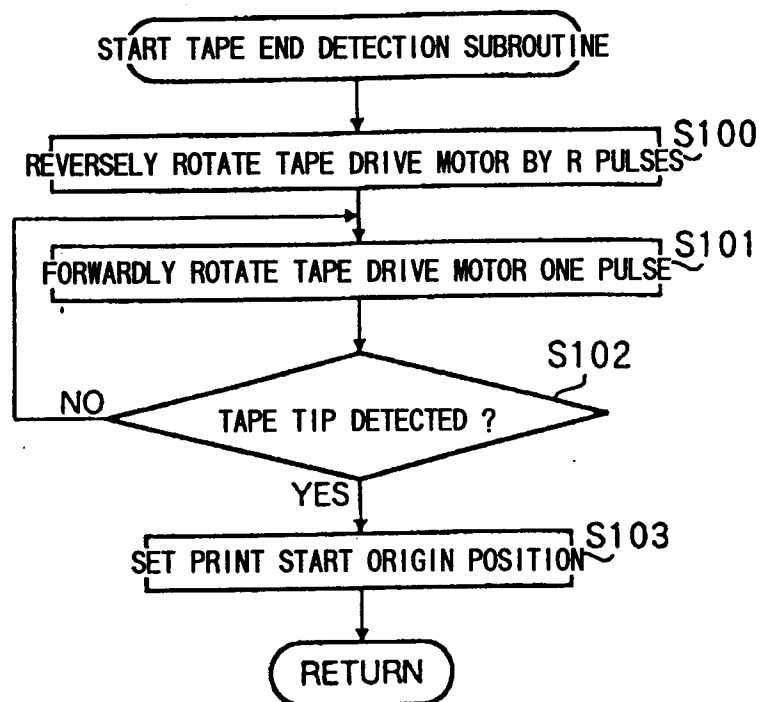 START TAPE END DETECTION SUBROUTINE
S100
REVERSELY ROTATE TAPE DRIVE MOTOR BY R PULSES
S101
FORWARDLY ROTATE TAPE DRIVE MOTOR ONE PULSE
S102
NO
TAPE TIP DETECTED ?
YES
S103
SET PRINT START ORIGIN POSITION
RETURN